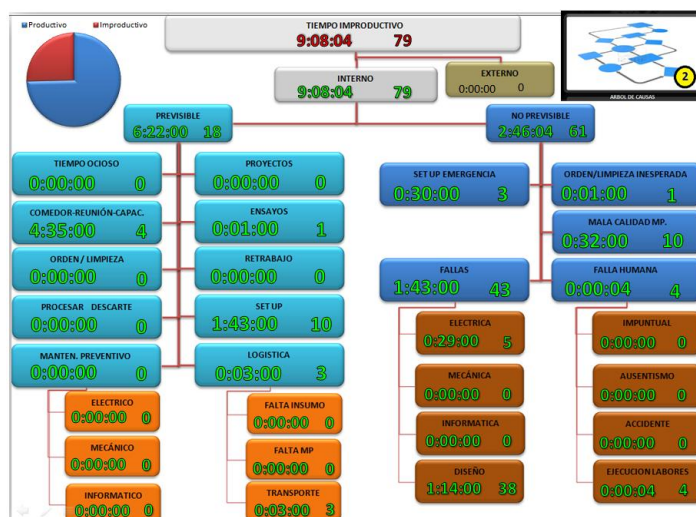 Productivo Improductivo
TIEMPO IMPRODUCTIVO
9:08:04 79
INTERNO
9:08:04 79
EXTERNO
0:00:00 0
2
ARBOL DE CAUSAS
PREVISIBLE
6:22:00 18
NO PREVISIBLE
2:46:04 61
TIEMPO OCIOSO
0:00:00 0
PROYECTOS
0:00:00 0
COMEDOR-REUNIÓN-CAPAC.
4:35:00 4
ENSAYOS
0:01:00 1
ORDEN / LIMPIEZA
0:00:00 0
RETRABAJO
0:00:00 0
PROCESAR DESCARTE
0:00:00 0
SET UP
1:43:00 10
MANTEN. PREVENTIVO
0:00:00 0
LOGISTICA
0:03:00 3
ELECTRICO
0:00:00 0
MECÁNICO
0:00:00 0
INFORMATICO
0:00:00 0
FALTA INSUMO
0:00:00 0
FALTA MP
0:00:00 0
TRANSPORTE
0:03:00 3
SET UP EMERGENCIA
0:30:00 3
ORDEN/LIMPIEZA INESPERADA
0:01:00 1
MALA CALIDAD MP.
0:32:00 10
FALLAS
1:43:00 43
FALLA HUMANA
0:00:04 4
ELECTRICA
0:29:00 5
MECÁNICA
0:00:00 0
INFORMATICA
0:00:00 0
DISEÑO
1:14:00 38
IMPUNTUAL
0:00:00 0
AUSENTISMO
0:00:00 0
ACCIDENTE
0:00:00 0
EJECUCION LABORES
0:00:04 4